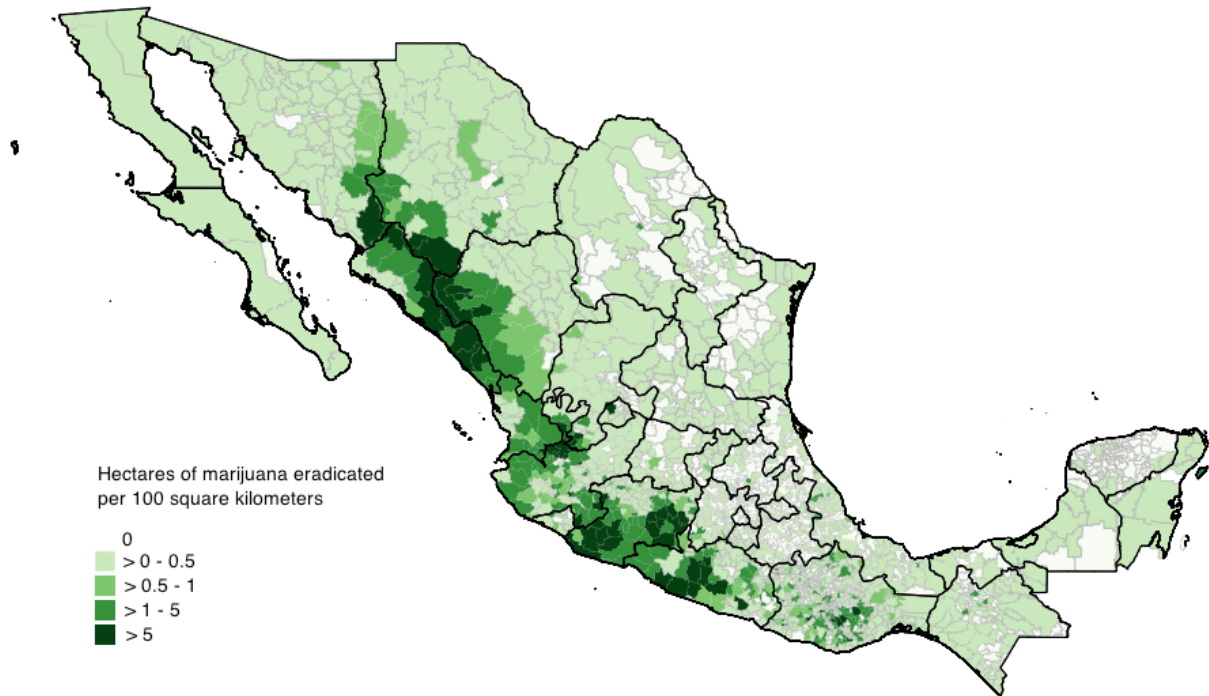 Hectares of marijuana eradicated
per 100 square kilometers
0
> 0 - 0.5
> 0.5 - 1
> 1 - 5
> 5